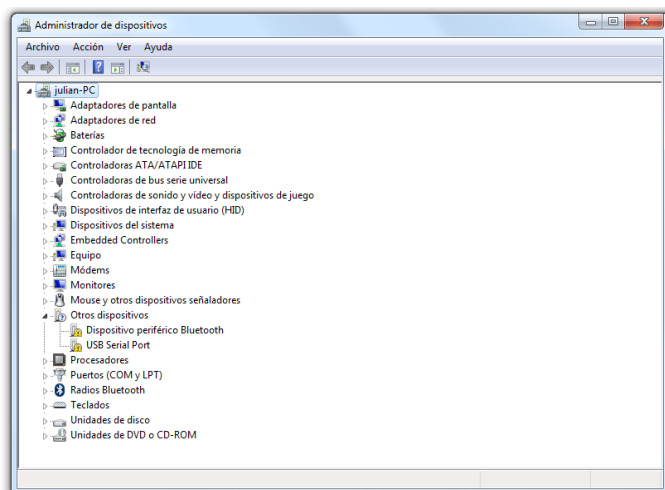 Administrador de dispositivos
Archivo Acción Ver Ayuda
julian-PC
Adaptadores de pantalla
Adaptadores de red
Baterías
Controlador de tecnología de memoria
Controladoras ATA/ATAPI IDE
Controladoras de bus serie universal
Controladoras de sonido y vídeo y dispositivos de juego
Dispositivos de interfaz de usuario (HID)
Dispositivos del sistema
Embedded Controllers
Equipo
Módems
Monitores
Mouse y otros dispositivos señaladores
Otros dispositivos
Dispositivo periférico Bluetooth
USB Serial Port
Procesadores
Puertos (COM y LPT)
Radios Bluetooth
Teclados
Unidades de disco
Unidades de DVD o CD-ROM